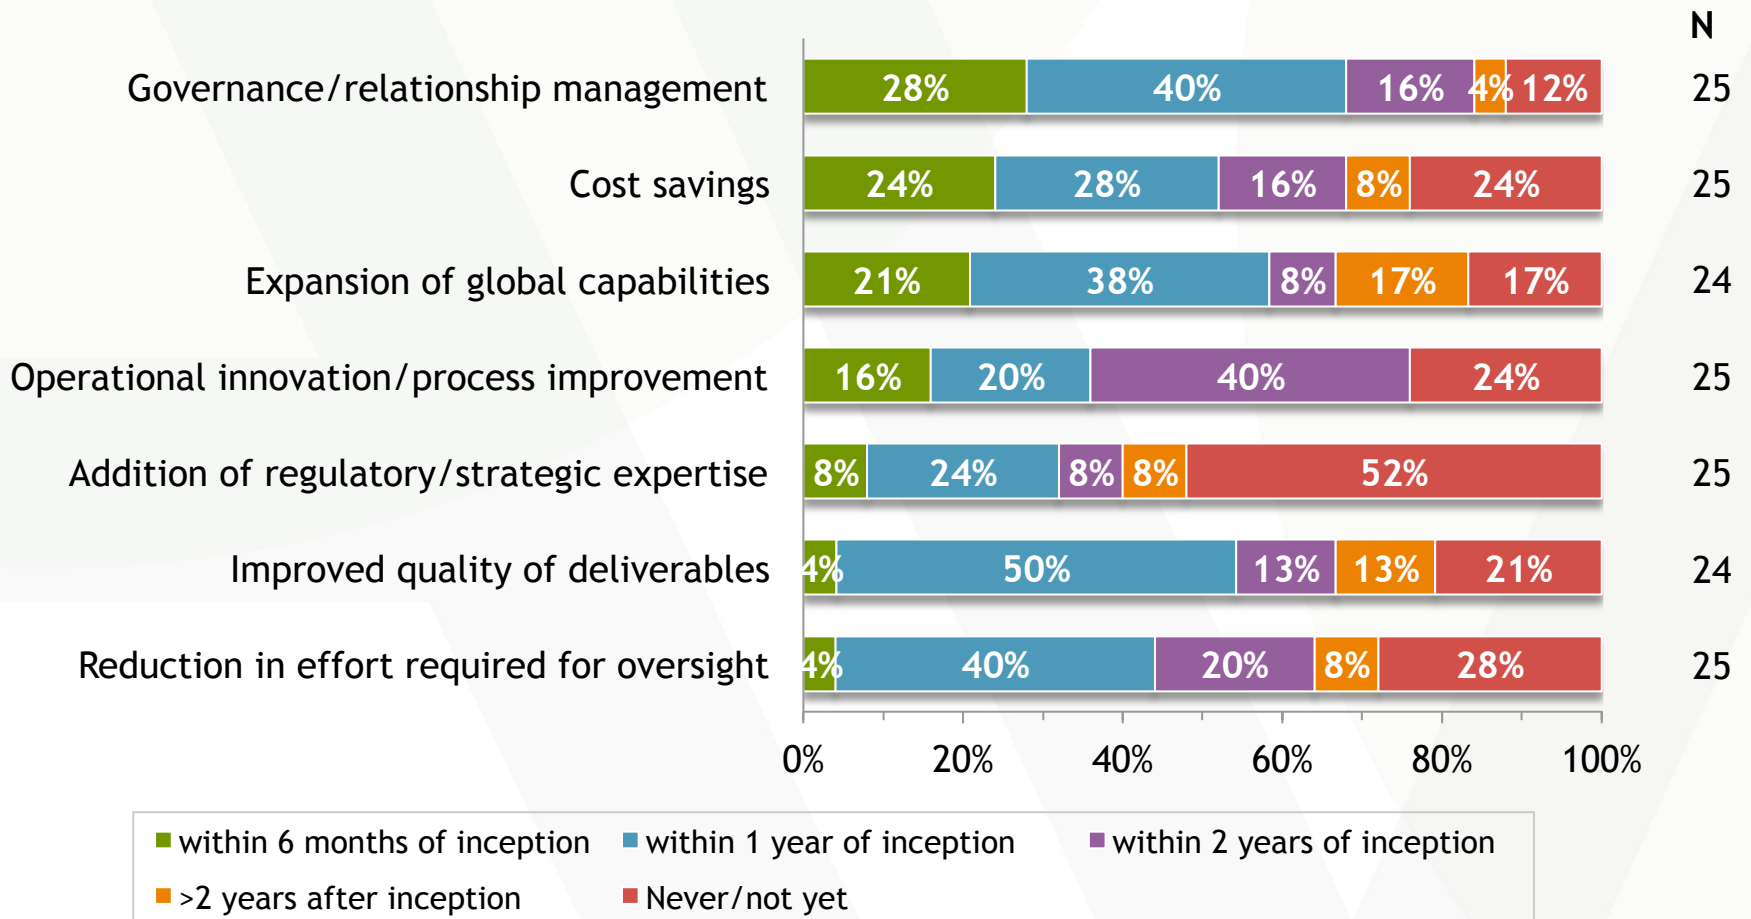 N
Governance/relationship management 28% 40% 16% 4% 12% 25
Cost savings 24% 28% 16% 8% 24% 25
Expansion of global capabilities 21% 38% 8% 17% 17% 24
Operational innovation/process improvement 16% 20% 40% 24% 25
Addition of regulatory/strategic expertise 8% 24% 8% 8% 52% 25
Improved quality of deliverables 4% 50% 13% 13% 21% 24
Reduction in effort required for oversight 4% 40% 20% 8% 28% 25
0% 20% 40% 60% 80% 100%
within 6 months of inception within 1 year of inception within 2 years of inception
>2 years after inception Never/not yet